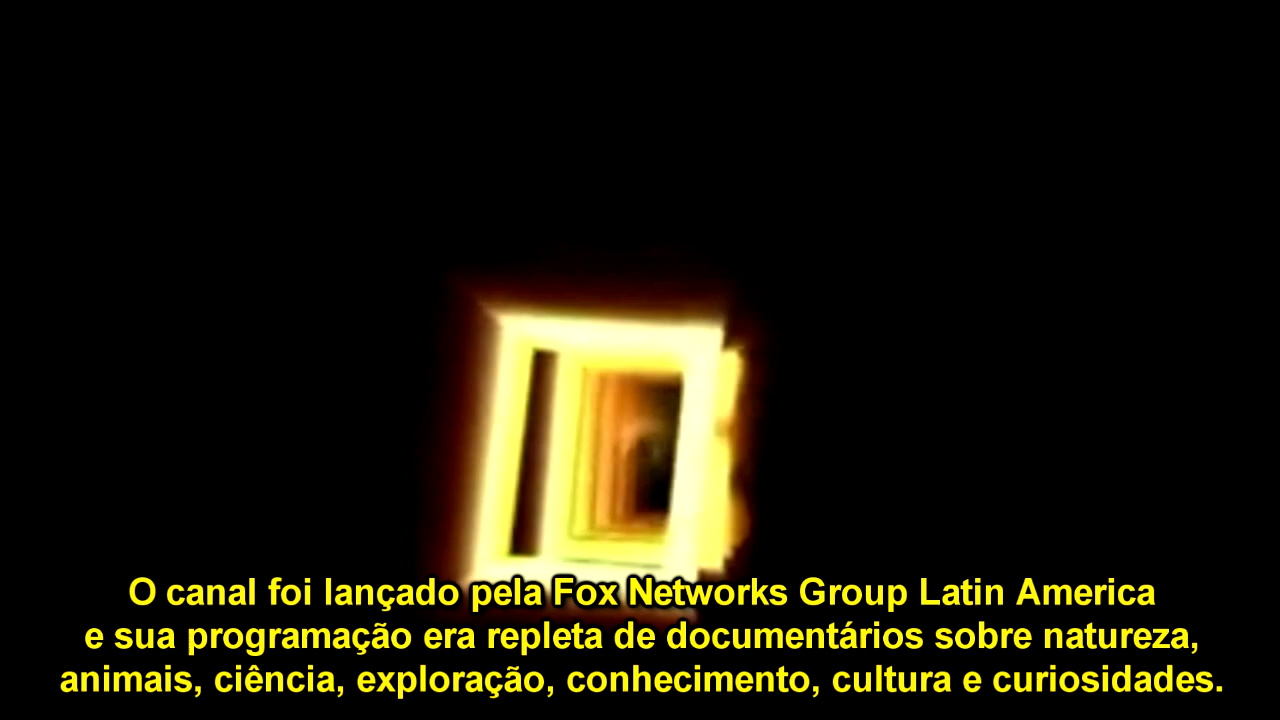 O canal foi lançado pela Fox Networks Group Latin America
e sua programação era repleta de documentários sobre natureza,
animais, ciência, exploração, conhecimento, cultura e curiosidades.